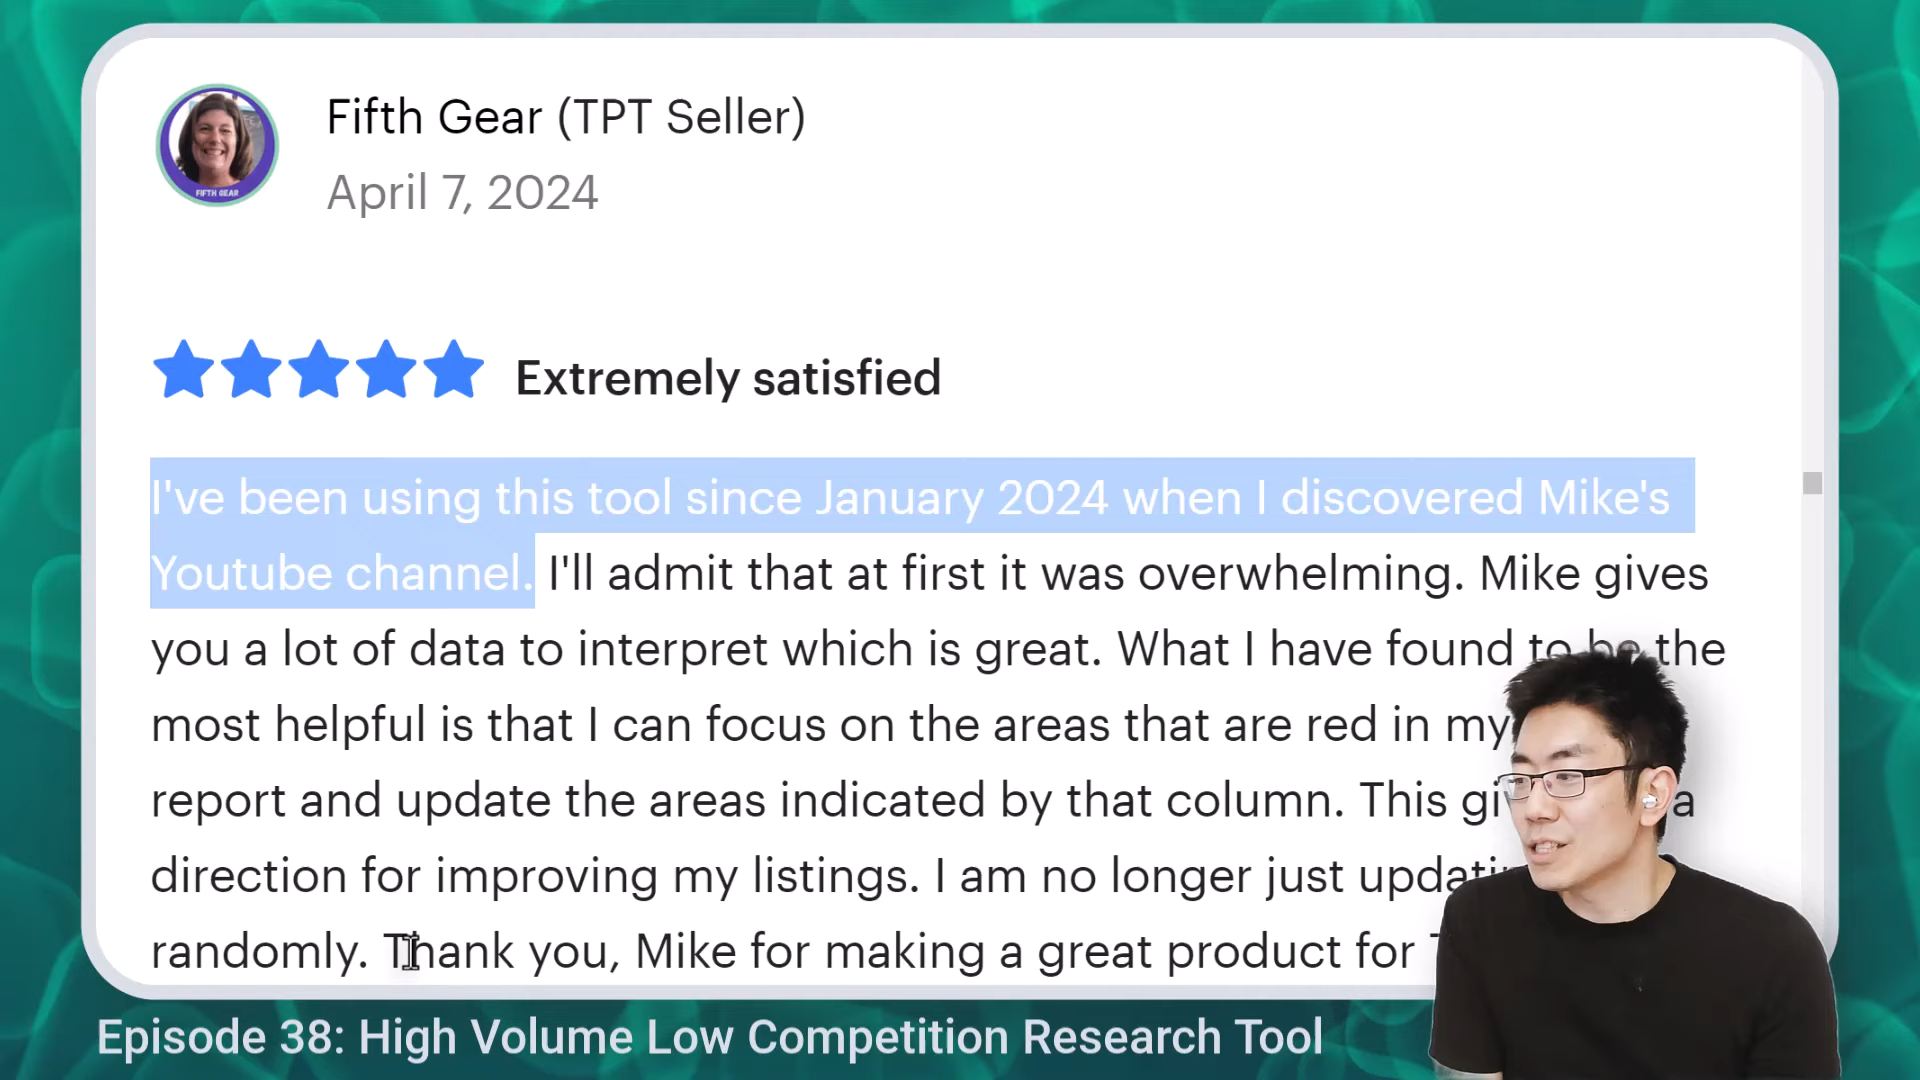 Fifth Gear (TPT Seller)
April 7, 2024
FIFTH GEAR
Extremely satisfied
I've been using this tool since January 2024 when I discovered Mike's
Youtube channel. I'll admit that at first it was overwhelming. Mike gives
you a lot of data to interpret which is great. What I have found to be the
most helpful is that I can focus on the areas that are red in my
report and update the areas indicated by that column. This a
direction for improving my listings. I am no longer just
randomly. Thank you, Mike for making a great product for
Episode 38: High Volume Low Competition Research Tool